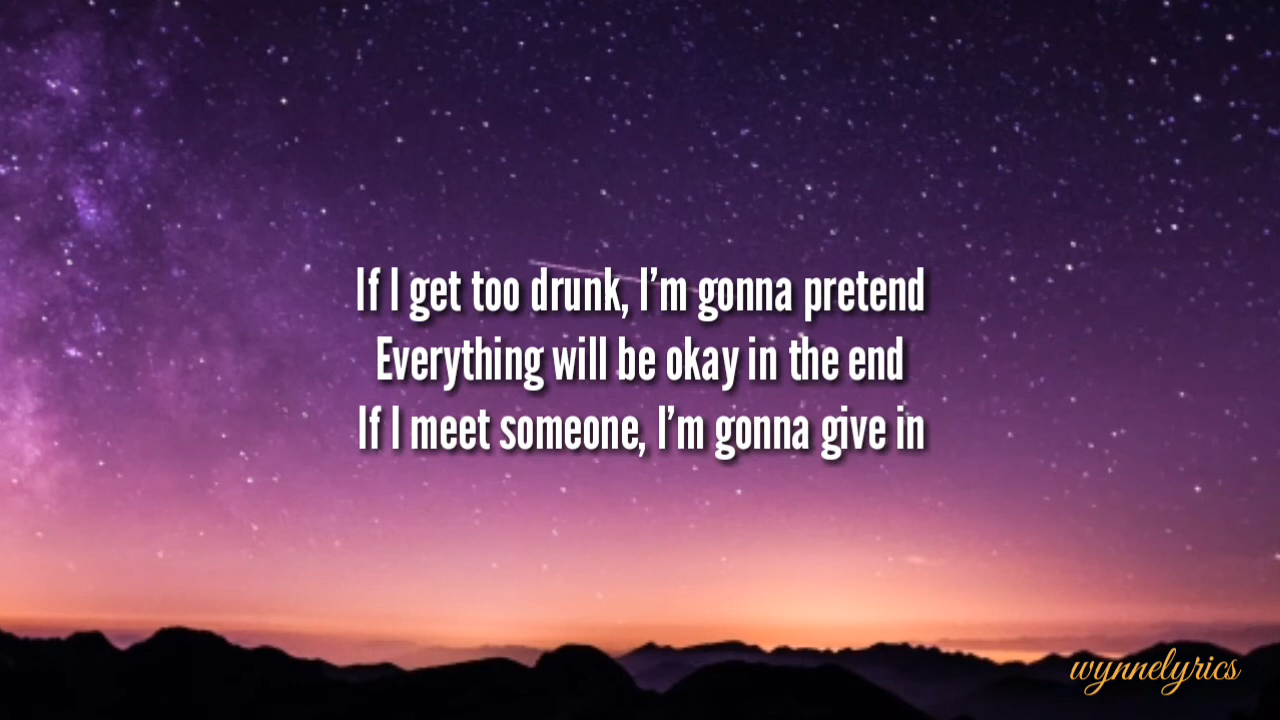 If I get too drunk, I'm gonna pretend
Everything will be okay in the end
If I meet someone, I'm gonna give in
wynnelyrics